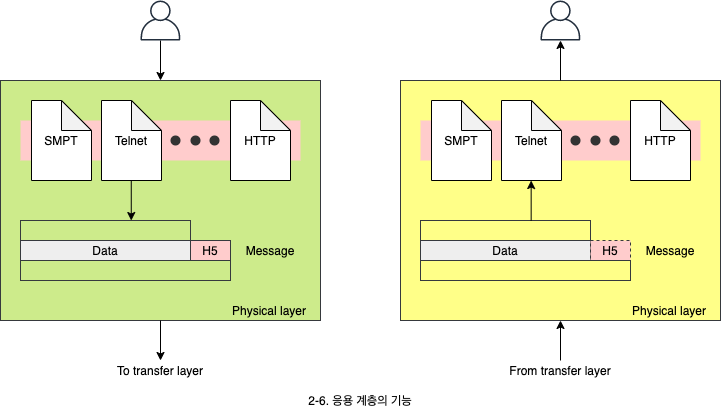 SMPT Telnet HTTP
Data H5 Message
Physical layer
To transfer layer
SMPT Telnet HTTP
Data H5 Message
Physical layer
From transfer layer
2-6. 응용 계층의 기능